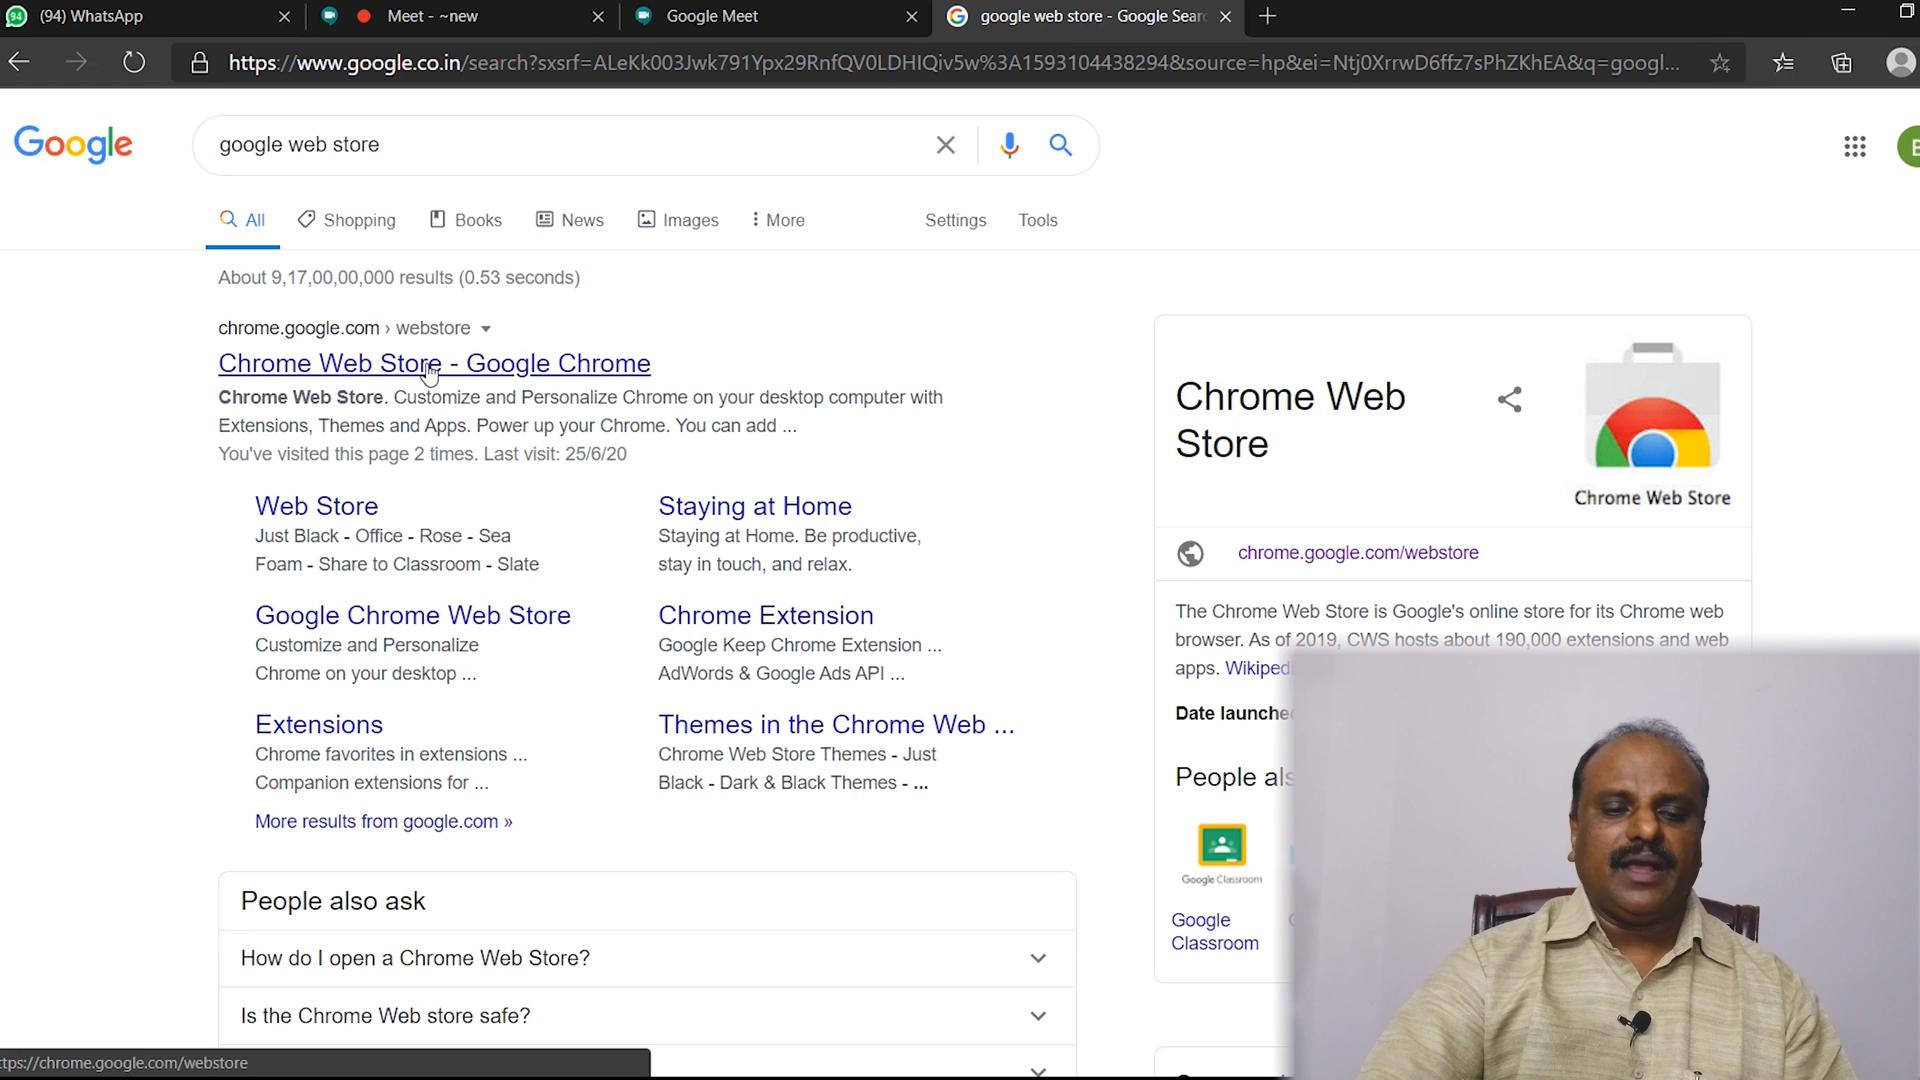 94 (94) WhatsApp
Meet - ~new
Google Meet
google web store - Google Sear
https://www.google.co.in/search?sxsrf=ALeKk003Jwk791Ypx29RnfQV0LDHIQiv5w%3A1593104438294&source=hp&ei=Ntj0XrrwD6ffz7sPhZKhEA&q=googl...
Google
google web store
All
Shopping
Books
News
Images
More
Settings
Tools
About 9,17,00,00,000 results (0.53 seconds)
chrome.google.com › webstore
Chrome Web Store - Google Chrome
Chrome Web Store. Customize and Personalize Chrome on your desktop computer with
Extensions, Themes and Apps. Power up your Chrome. You can add ...
You've visited this page 2 times. Last visit: 25/6/20
Web Store
Just Black - Office - Rose - Sea
Foam - Share to Classroom - Slate
Staying at Home
Staying at Home. Be productive,
stay in touch, and relax.
Google Chrome Web Store
Customize and Personalize
Chrome on your desktop ...
Chrome Extension
Google Keep Chrome Extension ...
AdWords & Google Ads API ...
Extensions
Chrome favorites in extensions ...
Companion extensions for ...
Themes in the Chrome Web ...
Chrome Web Store Themes - Just
Black - Dark & Black Themes - ...
More results from google.com »
People also ask
How do I open a Chrome Web Store?
Is the Chrome Web store safe?
ttps://chrome.google.com/webstore
Chrome Web
Store
Chrome Web Store
chrome.google.com/webstore
The Chrome Web Store is Google's online store for its Chrome web
browser. As of 2019, CWS hosts about 190,000 extensions and web
apps. Wikiped
Date launche
People als
Google Classroom
Google
Classroom
E